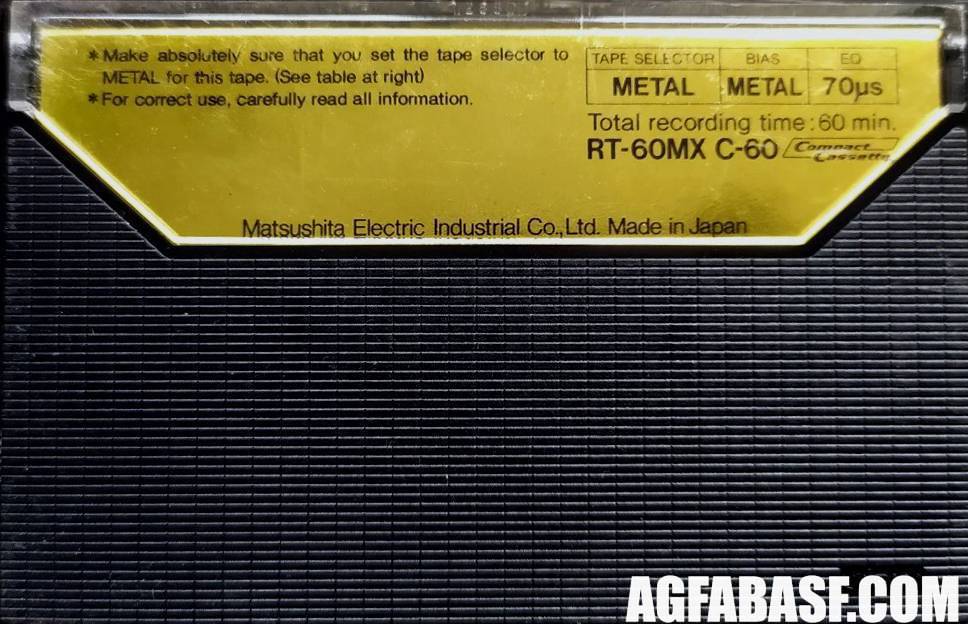 * Make absolutely sure that you set the tape selector to
METAL for this tape. (See table at right)
* For correct use, carefully read all information.
TAPE SELECTOR BIAS EQ
METAL METAL 70µs
Total recording time : 60 min.
RT-60MX C-60 Compact
Cassette
Matsushita Electric Industrial Co., Ltd. Made in Japan
AGFABASF.COM